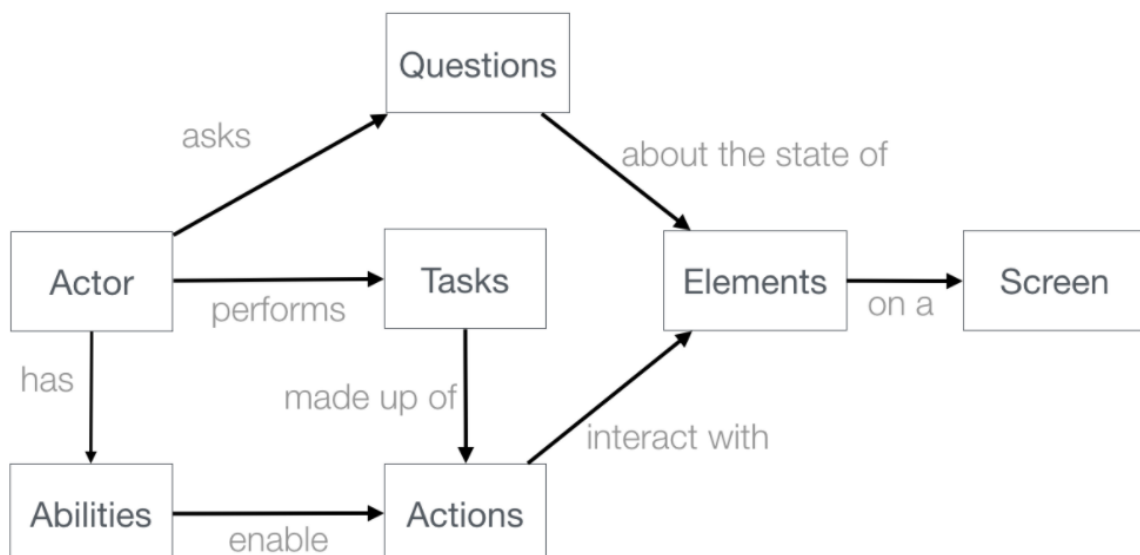 Questions
asks
about the state of
Actor
Tasks
Elements
Screen
performs
on a
has
made up of
interact with
Abilities
Actions
enable